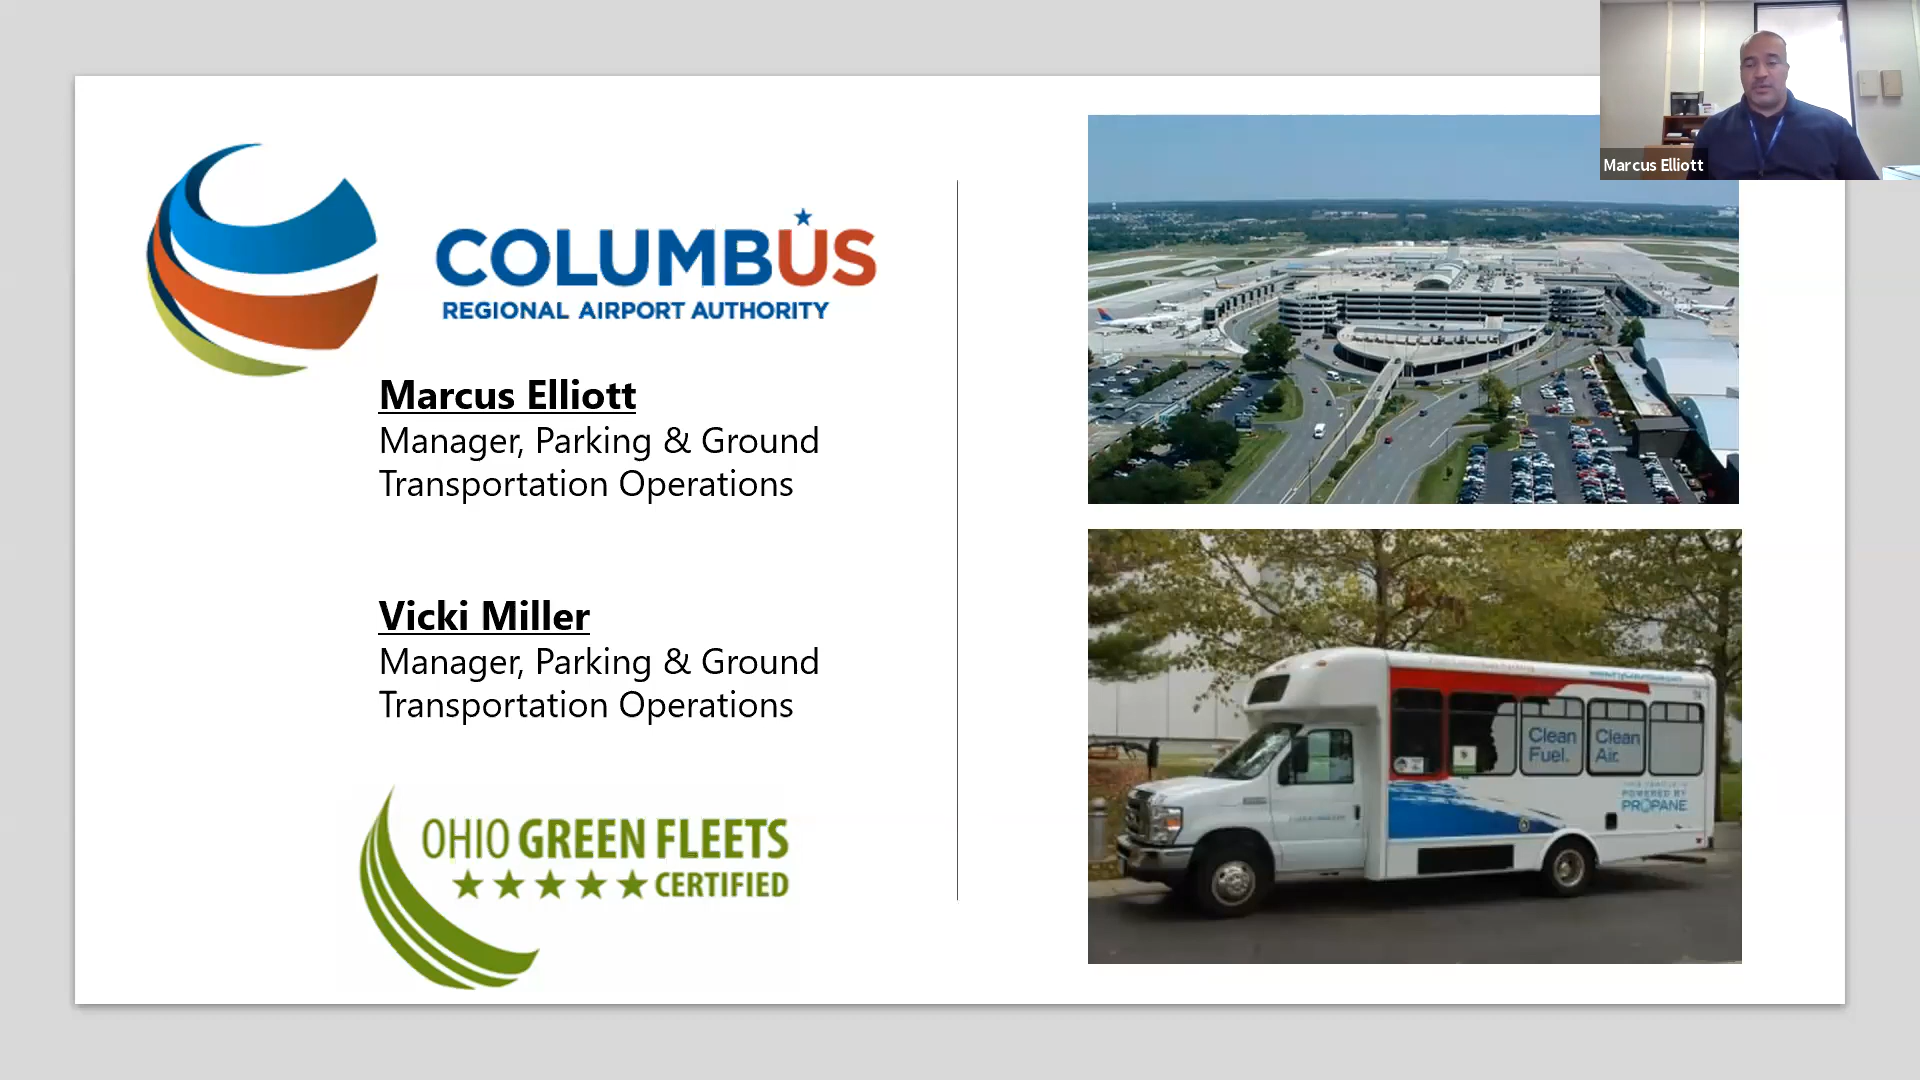 COLUMBUS
REGIONAL AIRPORT AUTHORITY
Marcus Elliott
Manager, Parking & Ground
Transportation Operations
Vicki Miller
Manager, Parking & Ground
Transportation Operations
OHIO GREEN FLEETS
CERTIFIED
Marcus Elliott
Clean
Fuel.
Clean
Air.
POWERED BY
PROPANE